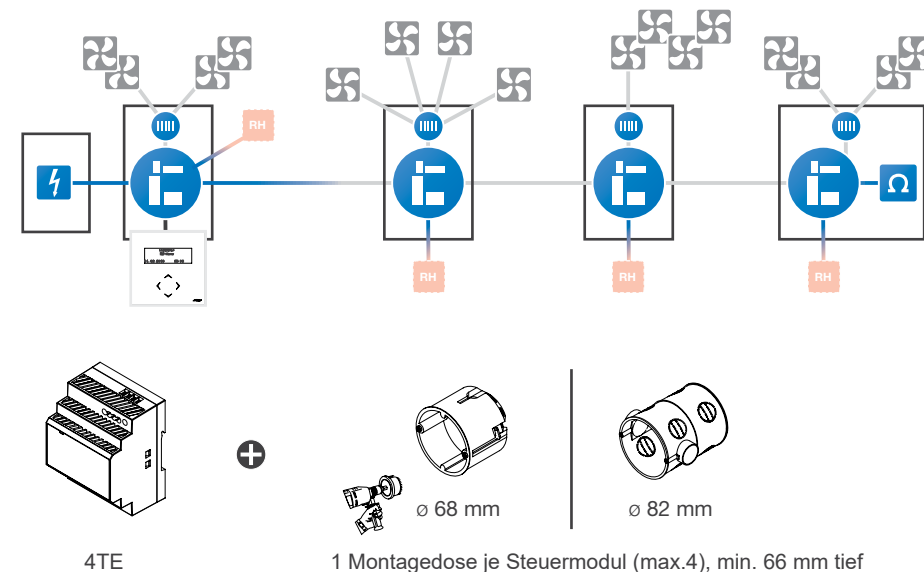 RH
Ω
RH
RH
RH
ø 68 mm
ø 82 mm
4TE
1 Montagedose je Steuermodul (max.4), min. 66 mm tief